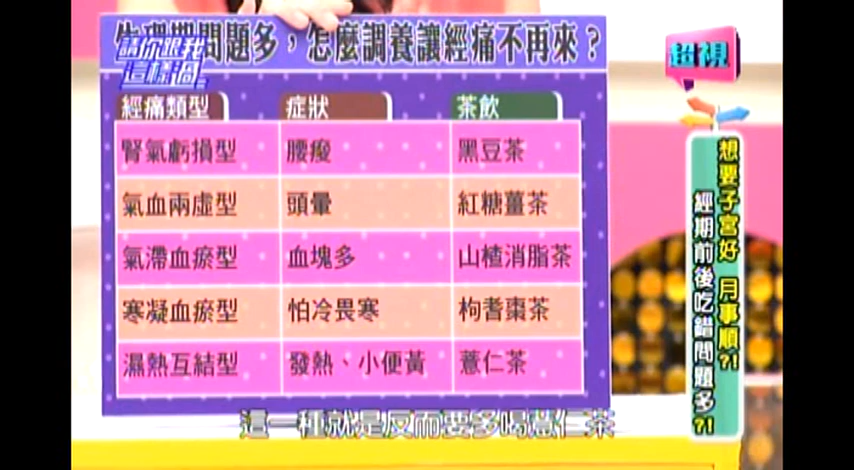 生理期問題多，怎麼調養讓經痛不再來？
請你跟我
這樣過
超視
經痛類型 症狀 茶飲
腎氣虧損型 腰痠 黑豆茶
氣血兩虛型 頭暈 紅糖薑茶
氣滯血瘀型 血塊多 山楂消脂茶
寒凝血瘀型 怕冷畏寒 枸耆棗茶
濕熱互結型 發熱、小便黃 薏仁茶
想要子宮好 月事順?!
經期前後吃錯問題多?!
這一種就是反而要多喝薏仁茶